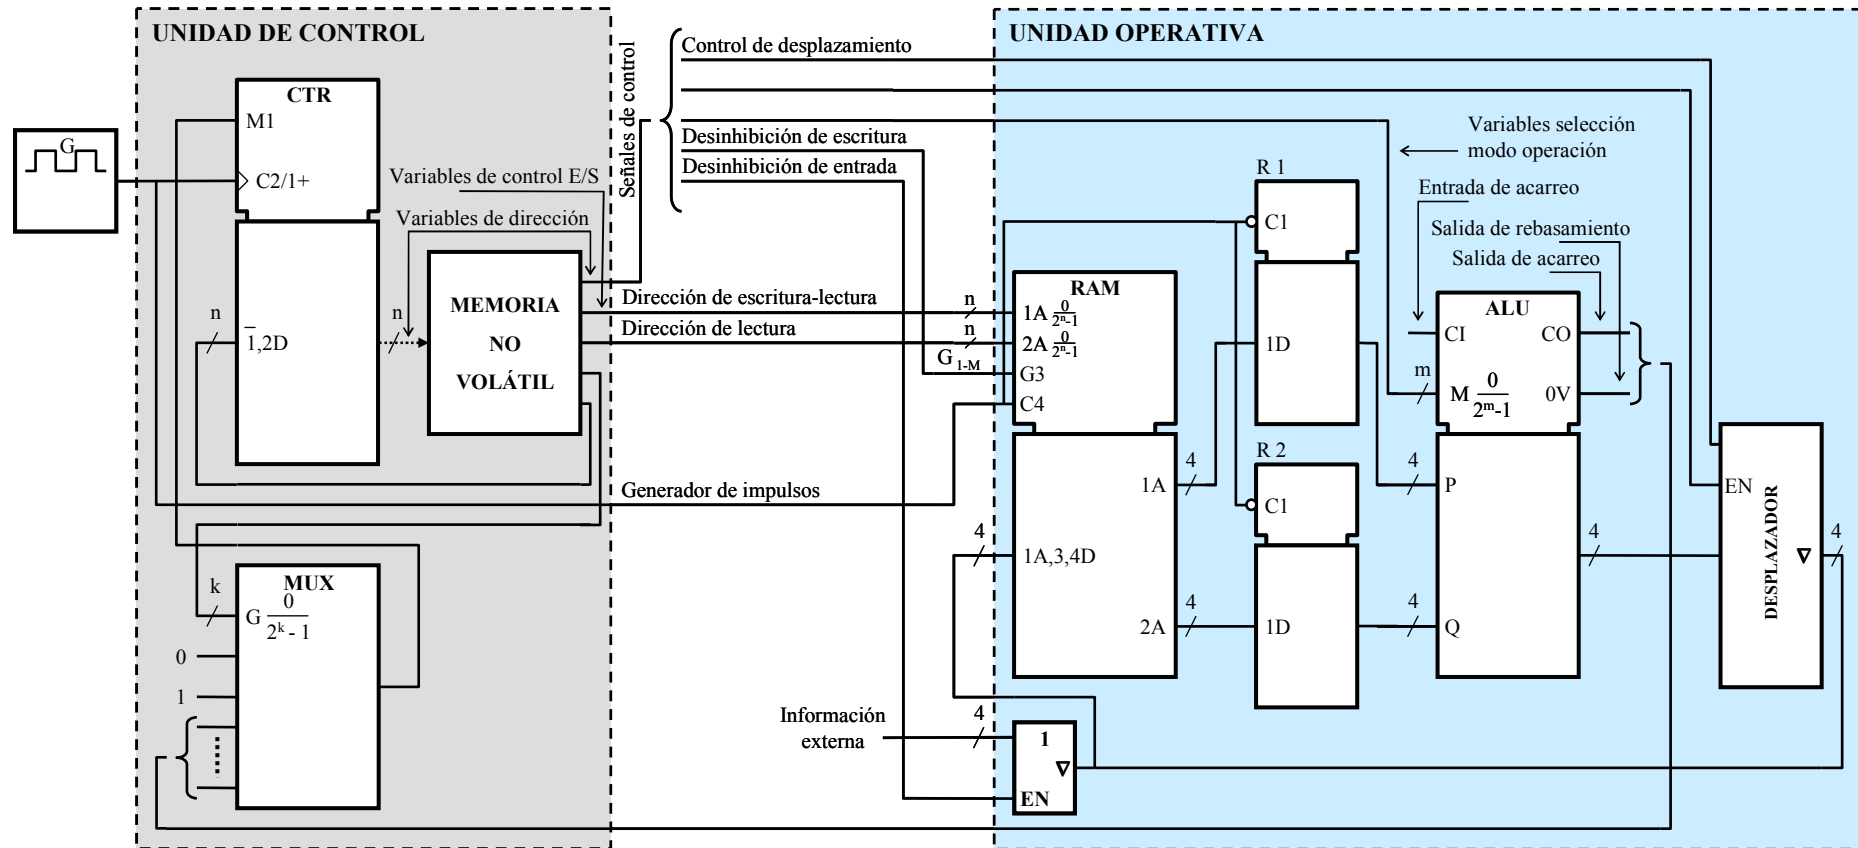 UNIDAD DE CONTROL
G
CTR
M1
C2/1+
n
1̅,2D
n
Variables de control E/S
Variables de dirección
MEMORIA
NO
VOLÁTIL
MUX
k
G 0/2ᵏ - 1
0
1
Señales de control
Control de desplazamiento
Desinhibición de escritura
Desinhibición de entrada
Dirección de escritura-lectura
n
Dirección de lectura
n
G 1-M
Generador de impulsos
Información
externa
4
UNIDAD OPERATIVA
RAM
1A 0/2ⁿ-1
2A 0/2ⁿ-1
G3
C4
1A
4
4
1A,3,4D
2A
4
R 1
C1
1D
R 2
C1
1D
4
4
Variables selección
modo operación
Entrada de acarreo
Salida de rebasamiento
Salida de acarreo
ALU
CI
CO
m
M 0/2ᵐ-1
0V
P
Q
4
EN
DESPLAZADOR
∇
4
1
∇
EN